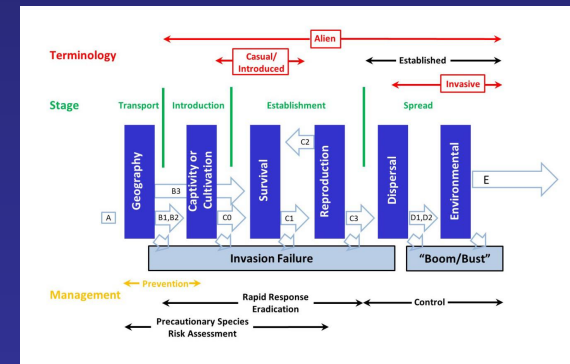 Alien
Terminology
Casual/
Introduced
Established
Invasive
Stage
Transport
Introduction
Establishment
Spread
Geography
Captivity or
Cultivation
Survival
Reproduction
Dispersal
Environmental
C2
B3
E
A
B1,B2
C0
C1
C3
D1,D2
Invasion Failure
"Boom/Bust"
Management
Prevention
Rapid Response
Eradication
Control
Precautionary Species
Risk Assessment